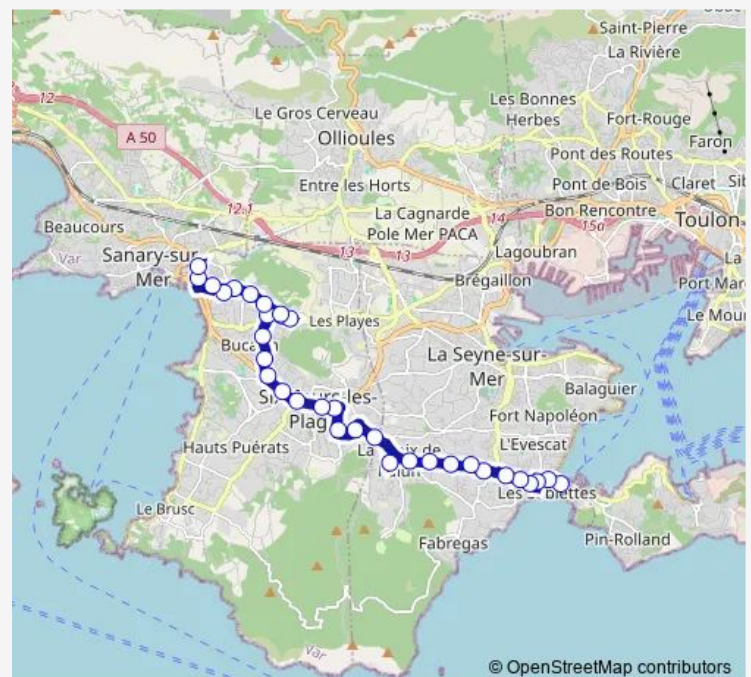 Saint-Pierre
La Rivière
12
Le Gros Cerveau
Les Bonnes
Herbes
Fort-Rouge
A 50
Ollioules
Faron
Pont des Routes
Entre les Horts
Pont de Bois
Claret
12.1
La Cagnarde
14
Bon Rencontre
15a
Toulon
Beaucours
Pole Mer PACA
Var
Sanary-sur-
Mer
13
13
Lagoubran
Brégaillon
Port Mar
Les Playes
Le Mour
La Seyne-sur-
Mer
Balaguier
Fort Napoléon
Hauts Puérats
L'Evescat
Le Brusc
Pin-Rolland
Fabregas
Var
© OpenStreetMap contributors